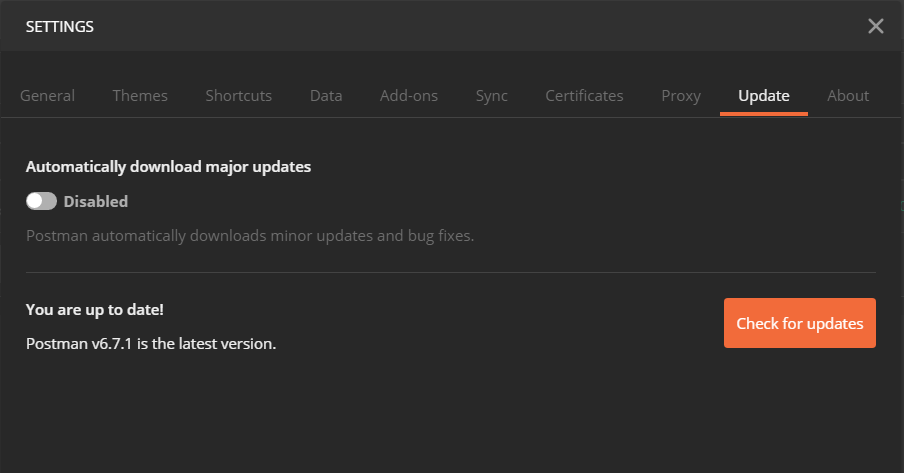 SETTINGS
General Themes Shortcuts Data Add-ons Sync Certificates Proxy Update About
Automatically download major updates
Disabled
Postman automatically downloads minor updates and bug fixes.
You are up to date!
Postman v6.7.1 is the latest version.
Check for updates